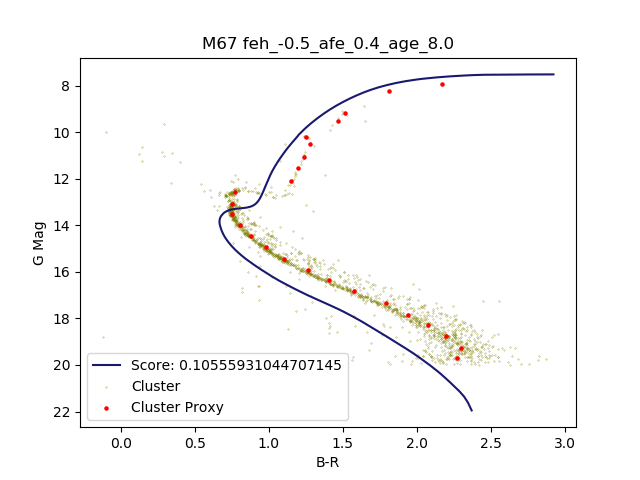 M67 feh_-0.5_afe_0.4_age_8.0
8
10
12
14
16
18
20
22
G Mag
Score: 0.10555931044707145
Cluster
Cluster Proxy
0.0 0.5 1.0 1.5 2.0 2.5 3.0
B-R